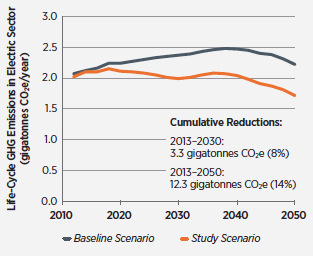 Life-Cycle GHG Emissions in Electric Sector
(gigatonnes CO₂e/year)
3.0
2.5
2.0
1.5
1.0
0.5
0.0
Cumulative Reductions:
2013–2030:
3.3 gigatonnes CO₂e (8%)
2013–2050:
12.3 gigatonnes CO₂e (14%)
2010 2020 2030 2040 2050
Baseline Scenario Study Scenario